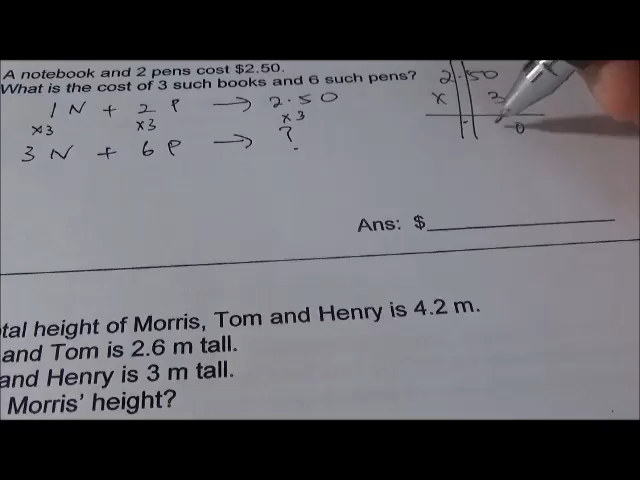 A notebook and 2 pens cost $2.50.
What is the cost of 3 such books and 6 such pens?
1 N + 2 P → 2.50
×3 ×3 ×3
3 N + 6 P → ?
2.50
× 3
. 0
Ans: $
tal height of Morris, Tom and Henry is 4.2 m.
and Tom is 2.6 m tall.
and Henry is 3 m tall.
Morris' height?